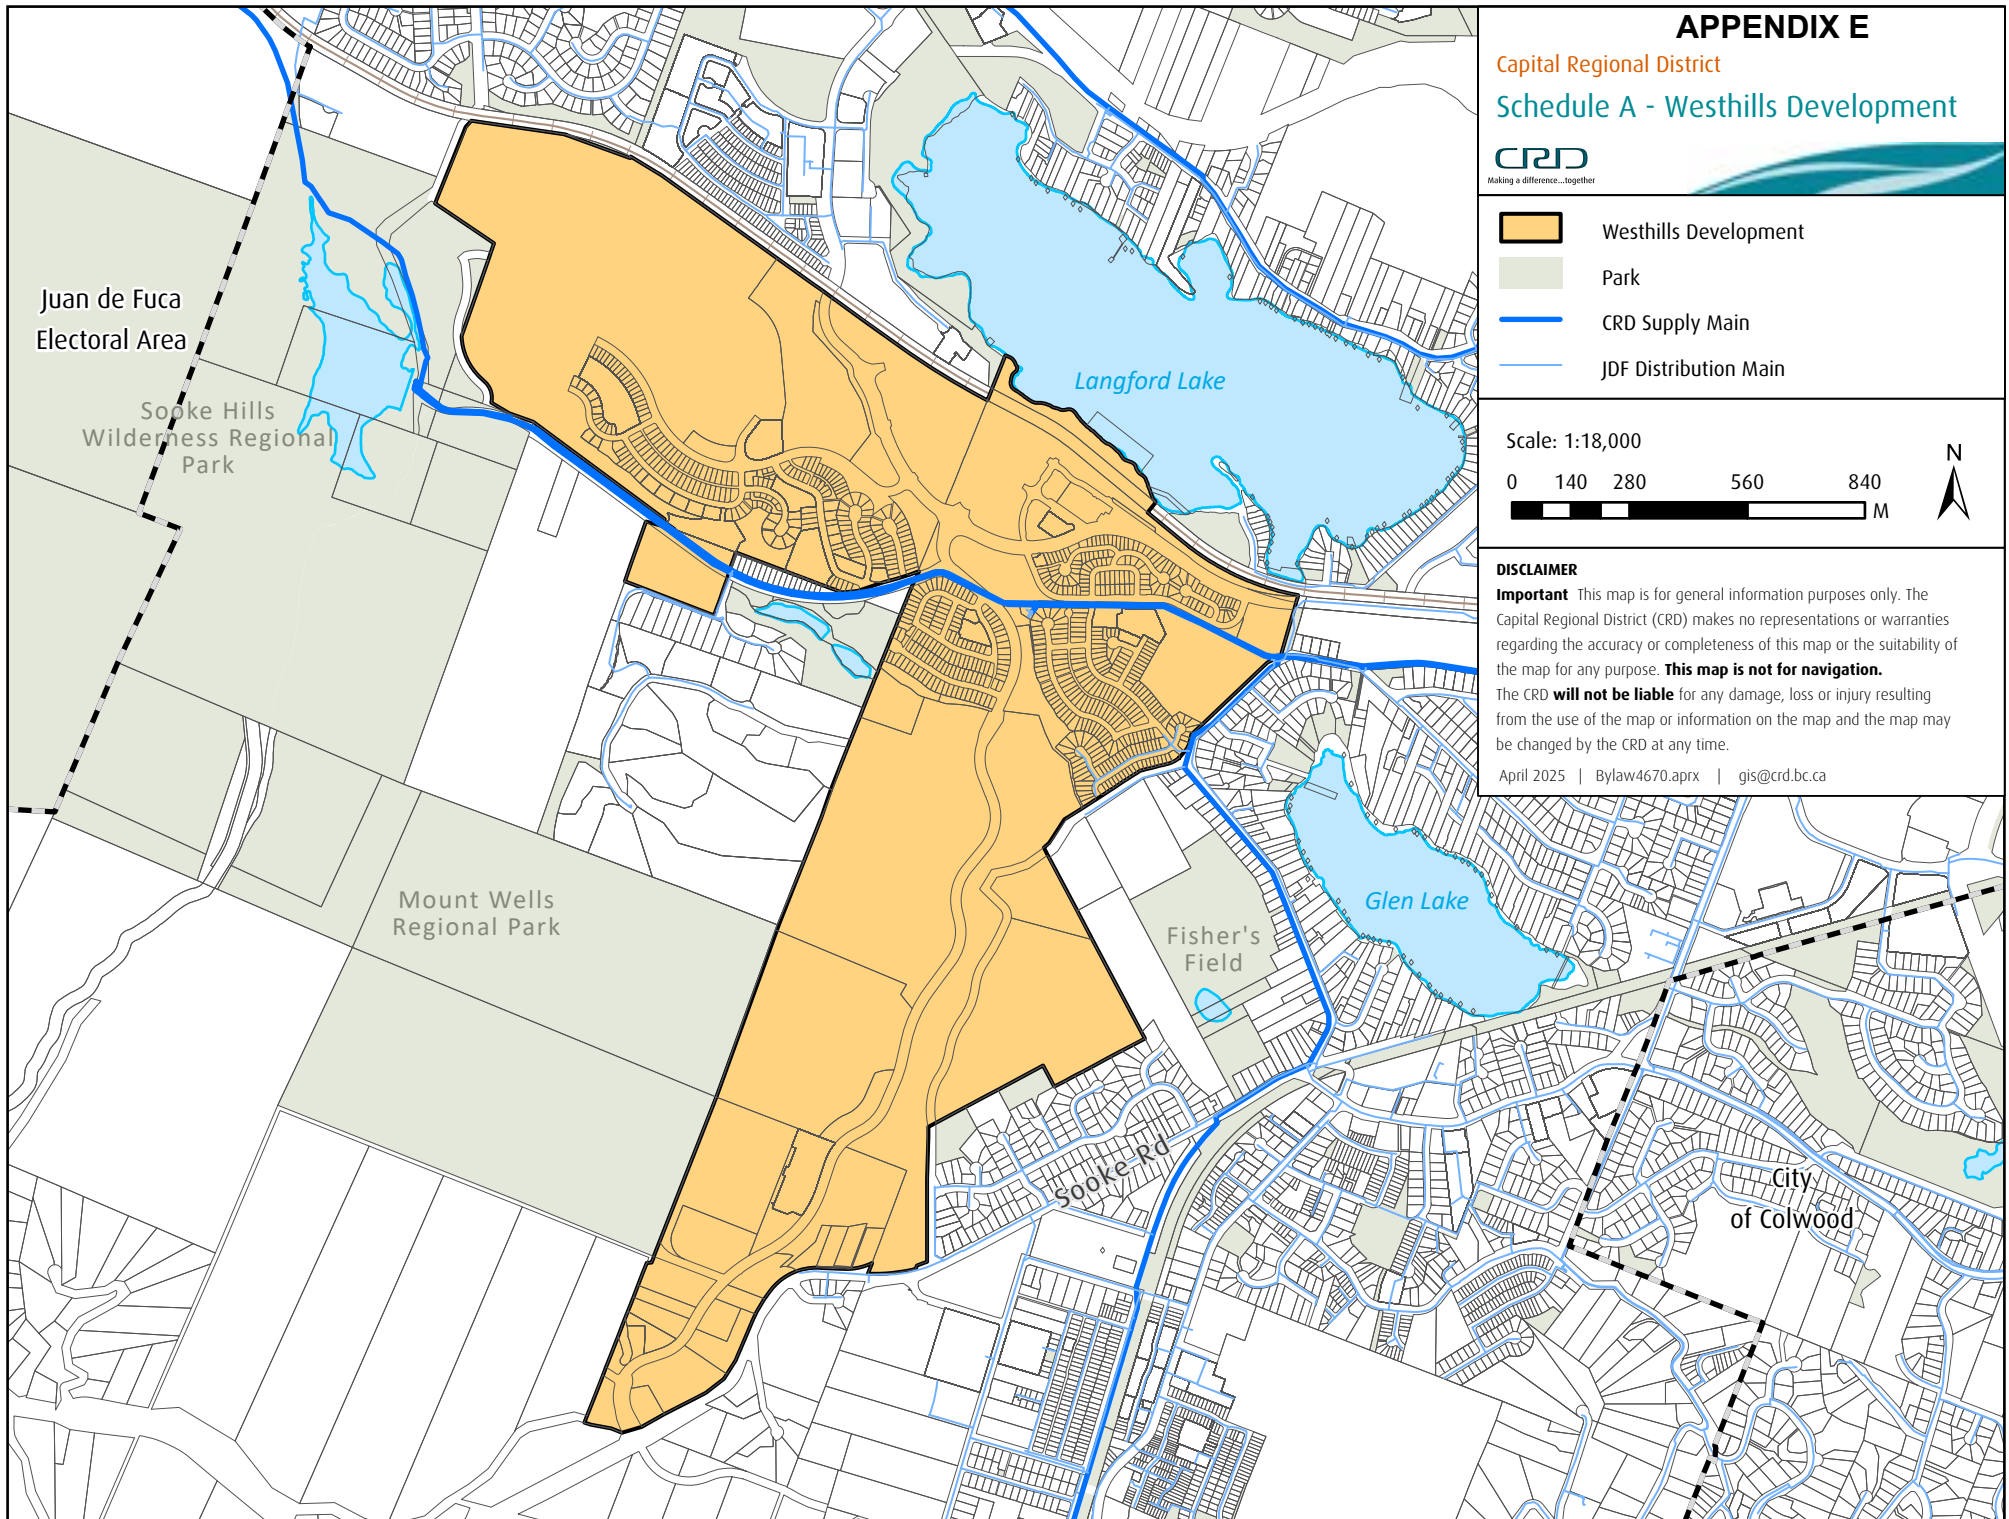 APPENDIX E
Capital Regional District
Schedule A - Westhills Development
CRD
Making a difference...together
Westhills Development
Park
CRD Supply Main
JDF Distribution Main
Scale: 1:18,000
0 140 280 560 840
M
N
DISCLAIMER
Important This map is for general information purposes only. The
Capital Regional District (CRD) makes no representations or warranties
regarding the accuracy or completeness of this map or the suitability of
the map for any purpose. This map is not for navigation.
The CRD will not be liable for any damage, loss or injury resulting
from the use of the map or information on the map and the map may
be changed by the CRD at any time.
April 2025 | Bylaw4670.aprx | gis@crd.bc.ca
Juan de Fuca
Electoral Area
Sooke Hills
Wilderness Regional
Park
Langford Lake
Mount Wells
Regional Park
Glen Lake
Fisher's
Field
Sooke Rd
City
of Colwood